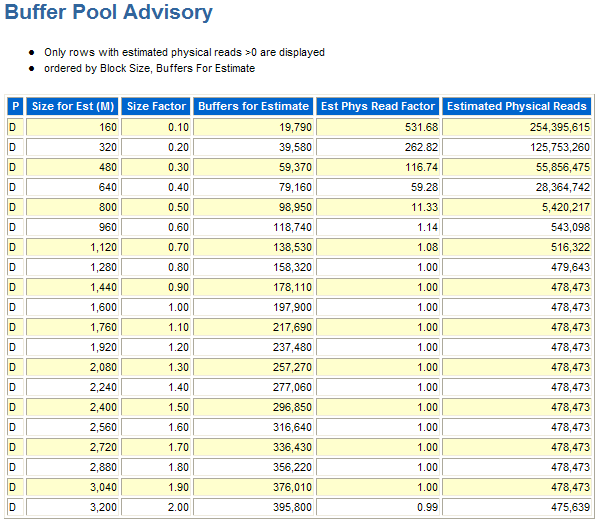 Buffer Pool Advisory
Only rows with estimated physical reads >0 are displayed
ordered by Block Size, Buffers For Estimate
P Size for Est (M) Size Factor Buffers for Estimate Est Phys Read Factor Estimated Physical Reads
D 160 0.10 19,790 531.68 254,395,615
D 320 0.20 39,580 262.82 125,753,260
D 480 0.30 59,370 116.74 55,856,475
D 640 0.40 79,160 59.28 28,364,742
D 800 0.50 98,950 11.33 5,420,217
D 960 0.60 118,740 1.14 543,098
D 1,120 0.70 138,530 1.08 516,322
D 1,280 0.80 158,320 1.00 479,643
D 1,440 0.90 178,110 1.00 478,473
D 1,600 1.00 197,900 1.00 478,473
D 1,760 1.10 217,690 1.00 478,473
D 1,920 1.20 237,480 1.00 478,473
D 2,080 1.30 257,270 1.00 478,473
D 2,240 1.40 277,060 1.00 478,473
D 2,400 1.50 296,850 1.00 478,473
D 2,560 1.60 316,640 1.00 478,473
D 2,720 1.70 336,430 1.00 478,473
D 2,880 1.80 356,220 1.00 478,473
D 3,040 1.90 376,010 1.00 478,473
D 3,200 2.00 395,800 0.99 475,639